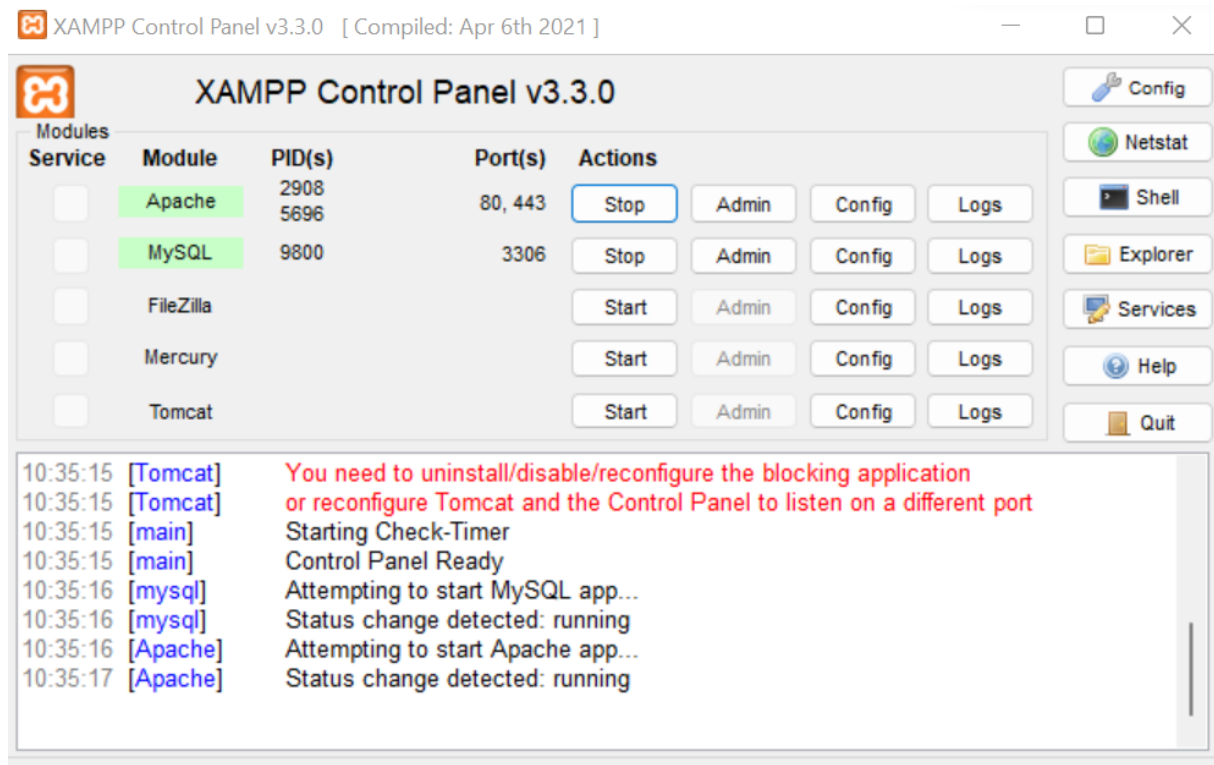 XAMPP Control Panel v3.3.0 [ Compiled: Apr 6th 2021 ]
XAMPP Control Panel v3.3.0
Config
Modules
Service Module PID(s) Port(s) Actions
Netstat
Apache 2908 5696 80, 443 Stop Admin Config Logs
Shell
MySQL 9800 3306 Stop Admin Config Logs
Explorer
FileZilla Start Admin Config Logs
Services
Mercury Start Admin Config Logs
Help
Tomcat Start Admin Config Logs
Quit
10:35:15 [Tomcat] You need to uninstall/disable/reconfigure the blocking application
10:35:15 [Tomcat] or reconfigure Tomcat and the Control Panel to listen on a different port
10:35:15 [main] Starting Check-Timer
10:35:15 [main] Control Panel Ready
10:35:16 [mysql] Attempting to start MySQL app...
10:35:16 [mysql] Status change detected: running
10:35:16 [Apache] Attempting to start Apache app...
10:35:17 [Apache] Status change detected: running